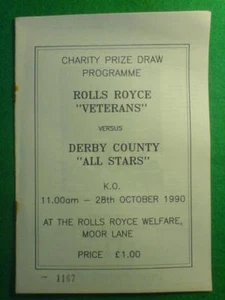 CHARITY PRIZE DRAW
PROGRAMME
ROLLS ROYCE
"VETERANS"
VERSUS
DERBY COUNTY
"ALL STARS"
K.O.
11.00am – 28th OCTOBER 1990
AT THE ROLLS ROYCE WELFARE,
MOOR LANE
PRICE £1.00
1167